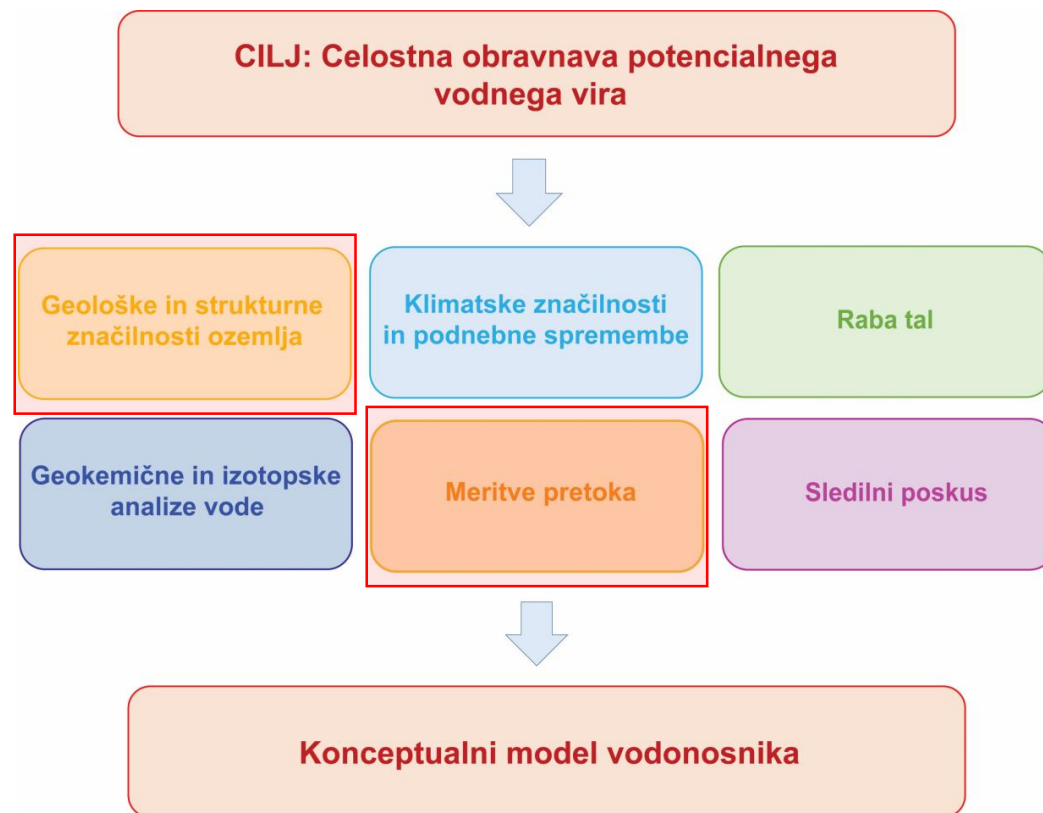 CILJ: Celostna obravnava potencialnega
vodnega vira
Geološke in strukturne
značilnosti ozemlja
Klimatske značilnosti
in podnebne spremembe
Raba tal
Geokemične in izotopske
analize vode
Meritve pretoka
Sledilni poskus
Konceptualni model vodonosnika